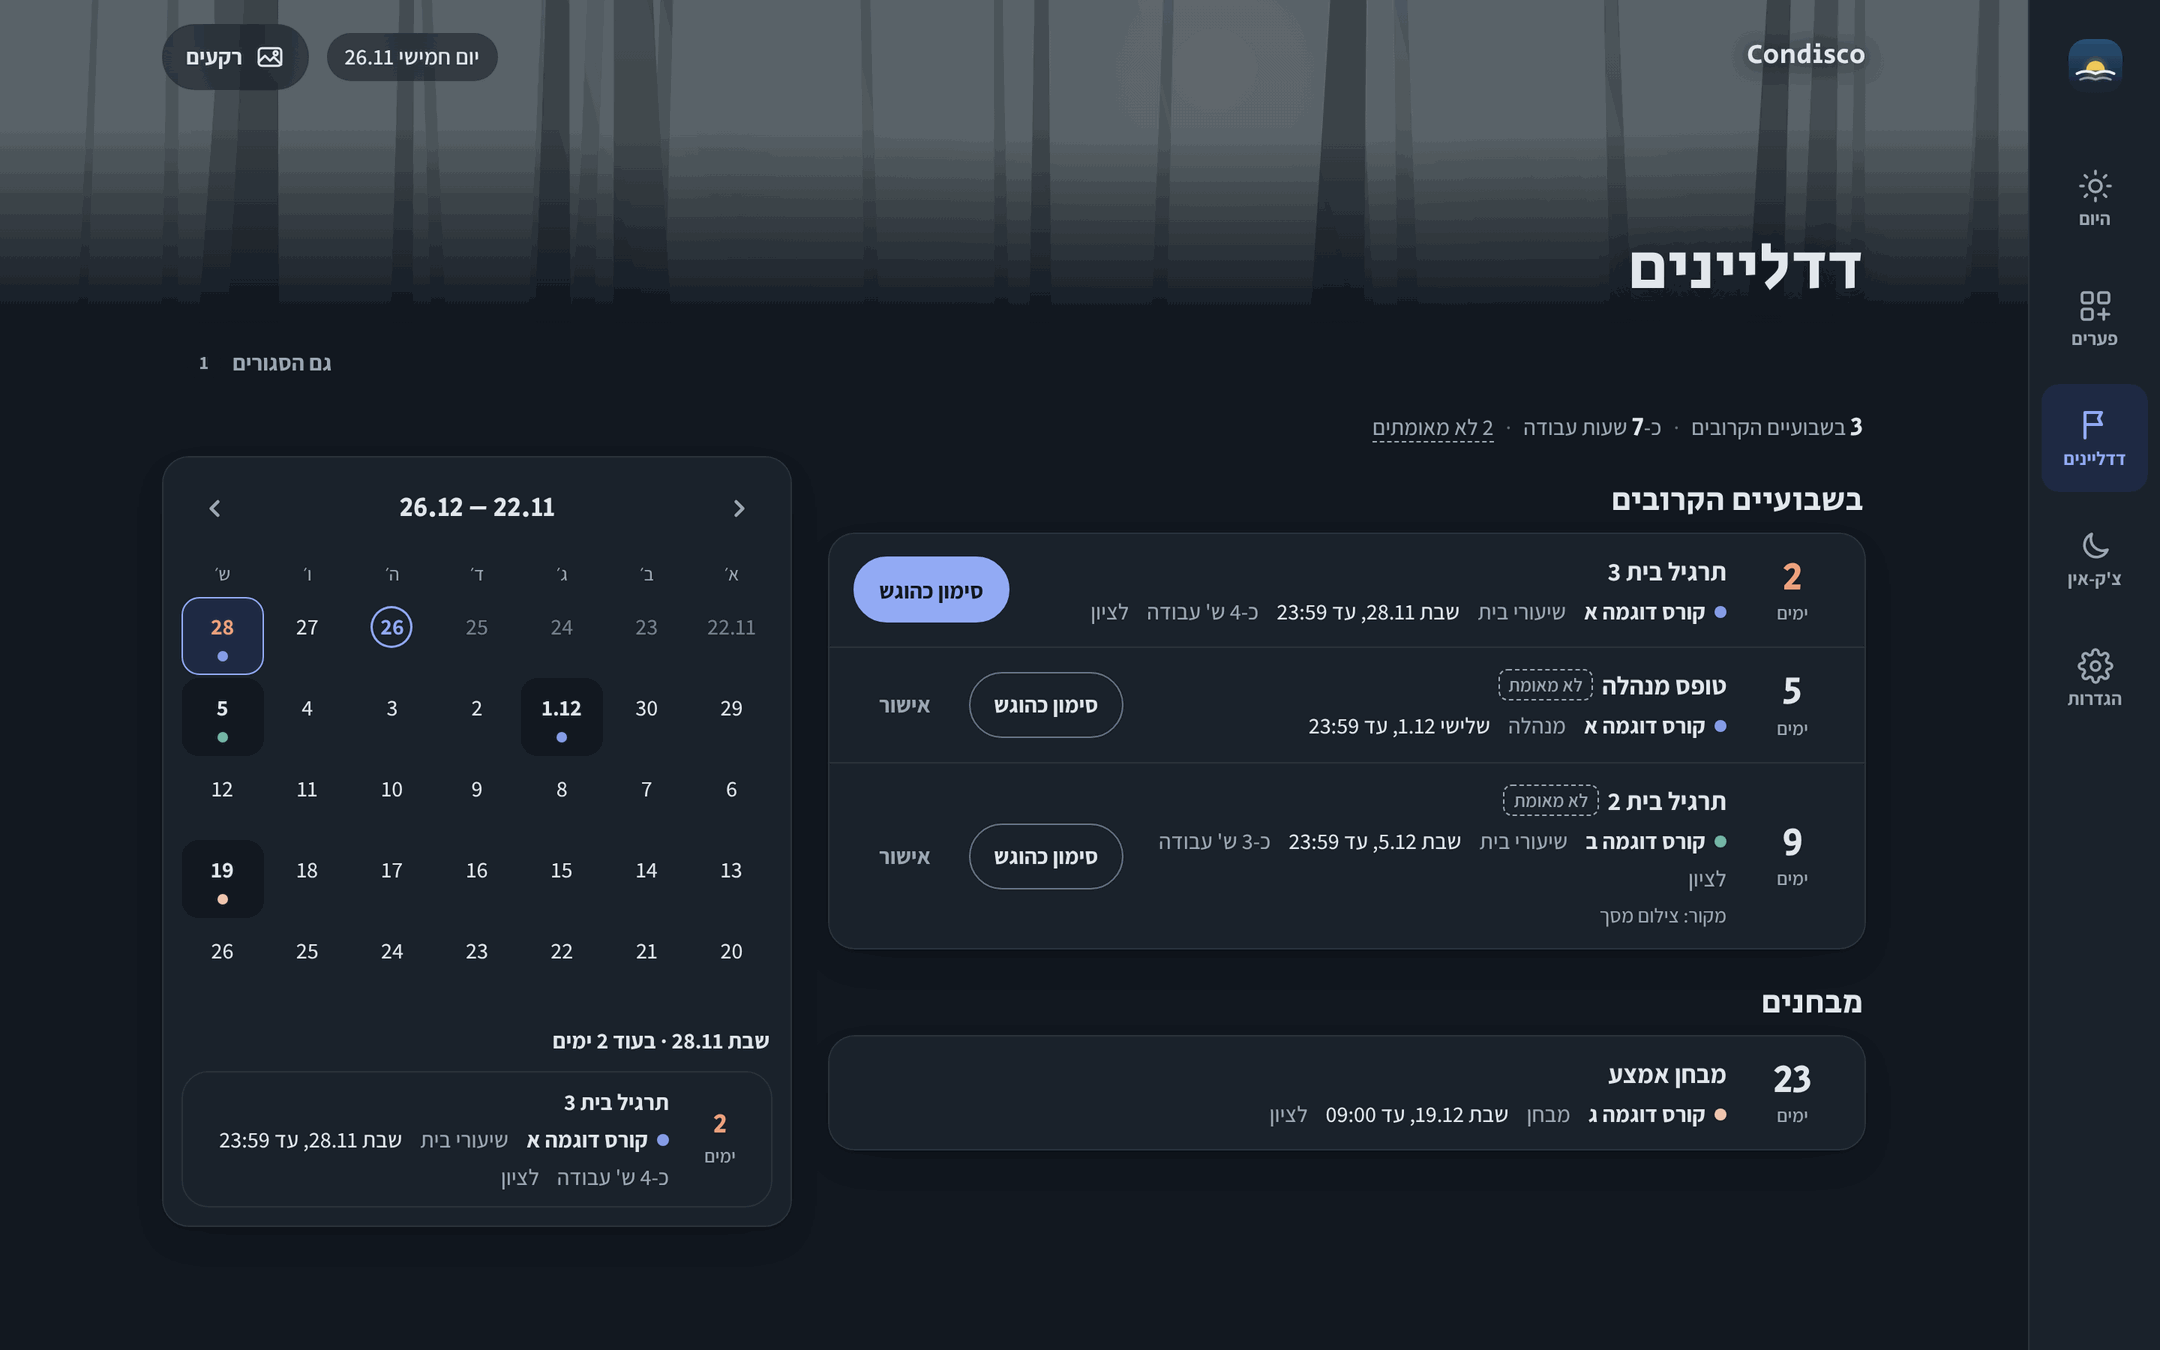 Condisco
יום חמישי 26.11
רקעים
היום
פערים
דדליינים
צ'ק-אין
הגדרות
דדליינים
גם הסגורים 1
3 בשבועיים הקרובים · כ-7 שעות עבודה · 2 לא מאומתים
בשבועיים הקרובים
2 ימים
תרגיל בית 3
קורס דוגמה א שיעורי בית שבת 28.11, עד 23:59 כ-4 ש' עבודה לציון
סימון כהוגש
5 ימים
טופס מנהלה לא מאומת
קורס דוגמה א מנהלה שלישי 1.12, עד 23:59
סימון כהוגש
אישור
9 ימים
תרגיל בית 2 לא מאומת
קורס דוגמה ב שיעורי בית שבת 5.12, עד 23:59 כ-3 ש' עבודה
לציון
מקור: צילום מסך
סימון כהוגש
אישור
מבחנים
23 ימים
מבחן אמצע
קורס דוגמה ג מבחן שבת 19.12, עד 09:00 לציון
22.11 – 26.12
א׳ ב׳ ג׳ ד׳ ה׳ ו׳ ש׳
22.11 23 24 25 26 27 28
29 30 1.12 2 3 4 5
6 7 8 9 10 11 12
13 14 15 16 17 18 19
20 21 22 23 24 25 26
שבת 28.11 · בעוד 2 ימים
2 ימים
תרגיל בית 3
קורס דוגמה א שיעורי בית שבת 28.11, עד 23:59
כ-4 ש' עבודה לציון